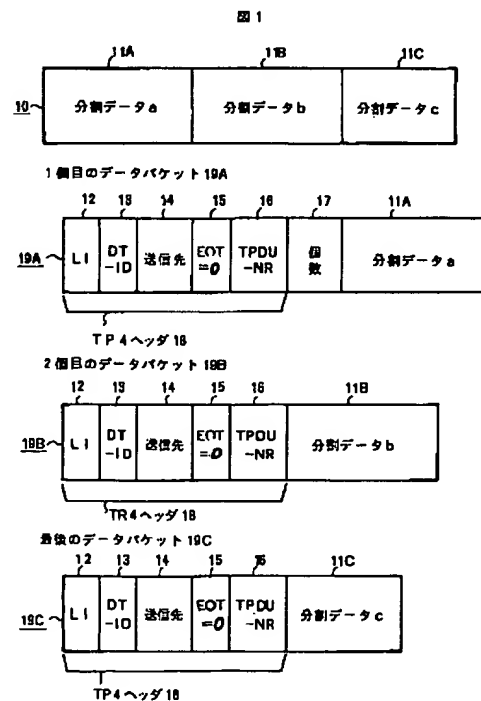 図1
11A 11B 11C
10 分割データa 分割データb 分割データc
1個目のデータパケット19A
12 13 14 15 16 17 11A
19A LI DT-ID 送信先 EOT=0 TPDU-NR 個数 分割データa
TP4ヘッダ18
2個目のデータパケット19B
12 13 14 15 16 11B
19B LI DT-ID 送信先 EOT=0 TPDU-NR 分割データb
TR4ヘッダ18
最後のデータパケット19C
12 13 14 15 16 11C
19C LI DT-ID 送信先 EOT=0 TPDU-NR 分割データc
TP4ヘッダ18